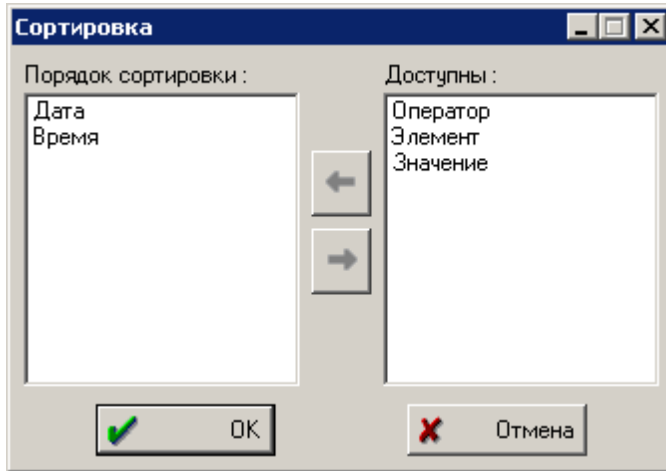 Сортировка
Порядок сортировки :
Доступны :
Дата
Время
Оператор
Элемент
Значение
OK
Отмена